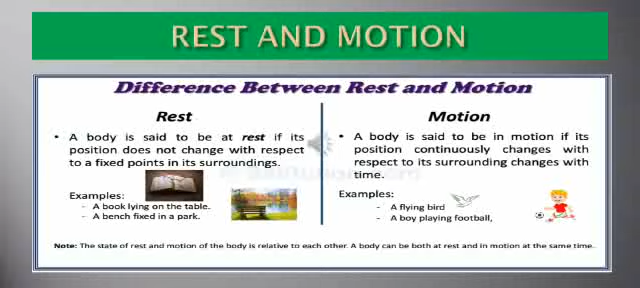 REST AND MOTION
Difference Between Rest and Motion
Rest
• A body is said to be at rest if its
position does not change with respect
to a fixed points in its surroundings.
Examples:
- A book lying on the table.
- A bench fixed in a park.
Motion
• A body is said to be in motion if its
position continuously changes with
respect to its surrounding changes with
time.
Examples:
- A flying bird
- A boy playing football,
Note: The state of rest and motion of the body is relative to each other. A body can be both at rest and in motion at the same time.